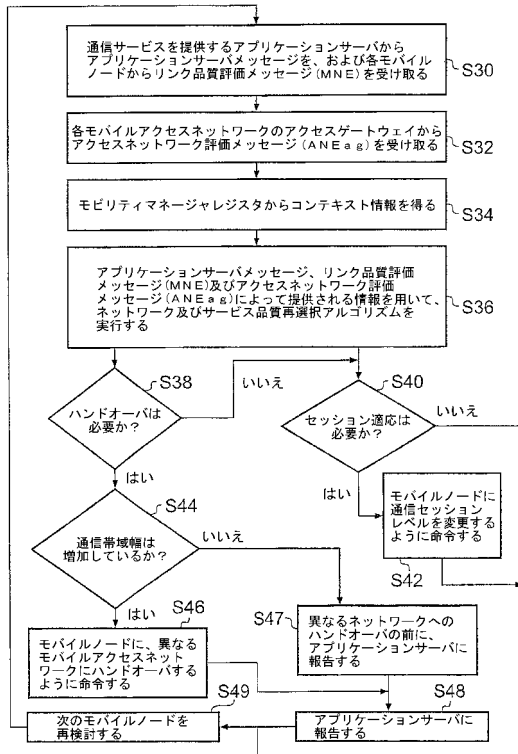 通信サービスを提供するアプリケーションサーバから
アプリケーションサーバメッセージを、および各モバイル
ノードからリンク品質評価メッセージ(MNE)を受け取る
S30
各モバイルアクセスネットワークのアクセスゲートウェイから
アクセスネットワーク評価メッセージ(ANEag)を受け取る
S32
モビリティマネージャレジスタからコンテキスト情報を得る
S34
アプリケーションサーバメッセージ、リンク品質評価
メッセージ(MNE)及びアクセスネットワーク評価
メッセージ(ANEag)によって提供される情報を用いて、
ネットワーク及びサービス品質再選択アルゴリズムを
実行する
S36
S38
ハンドオーバは
必要か?
いいえ
はい
S40
セッション適応は
必要か?
いいえ
はい
モバイルノードに
通信セッション
レベルを変更する
ように命令する
S42
S44
通信帯域幅は
増加しているか?
いいえ
はい
S46
モバイルノードに、異なる
モバイルアクセスネット
ワークにハンドオーバする
ように命令する
S47
異なるネットワークへの
ハンドオーバの前に、
アプリケーションサーバに
報告する
S49
次のモバイルノードを
再検討する
S48
アプリケーションサーバに
報告する